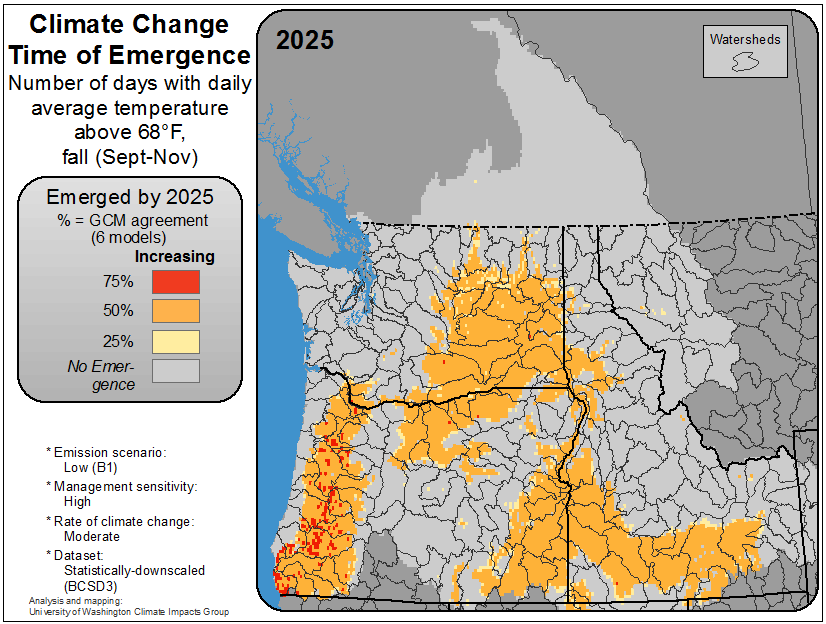 Climate Change
Time of Emergence
Number of days with daily
average temperature
above 68°F,
fall (Sept-Nov)
Emerged by 2025
% = GCM agreement
(6 models)
Increasing
75%
50%
25%
No Emer-
gence
* Emission scenario:
Low (B1)
* Management sensitivity:
High
* Rate of climate change:
Moderate
* Dataset:
Statistically-downscaled
(BCSD3)
Analysis and mapping:
University of Washington Climate Impacts Group
2025
Watersheds